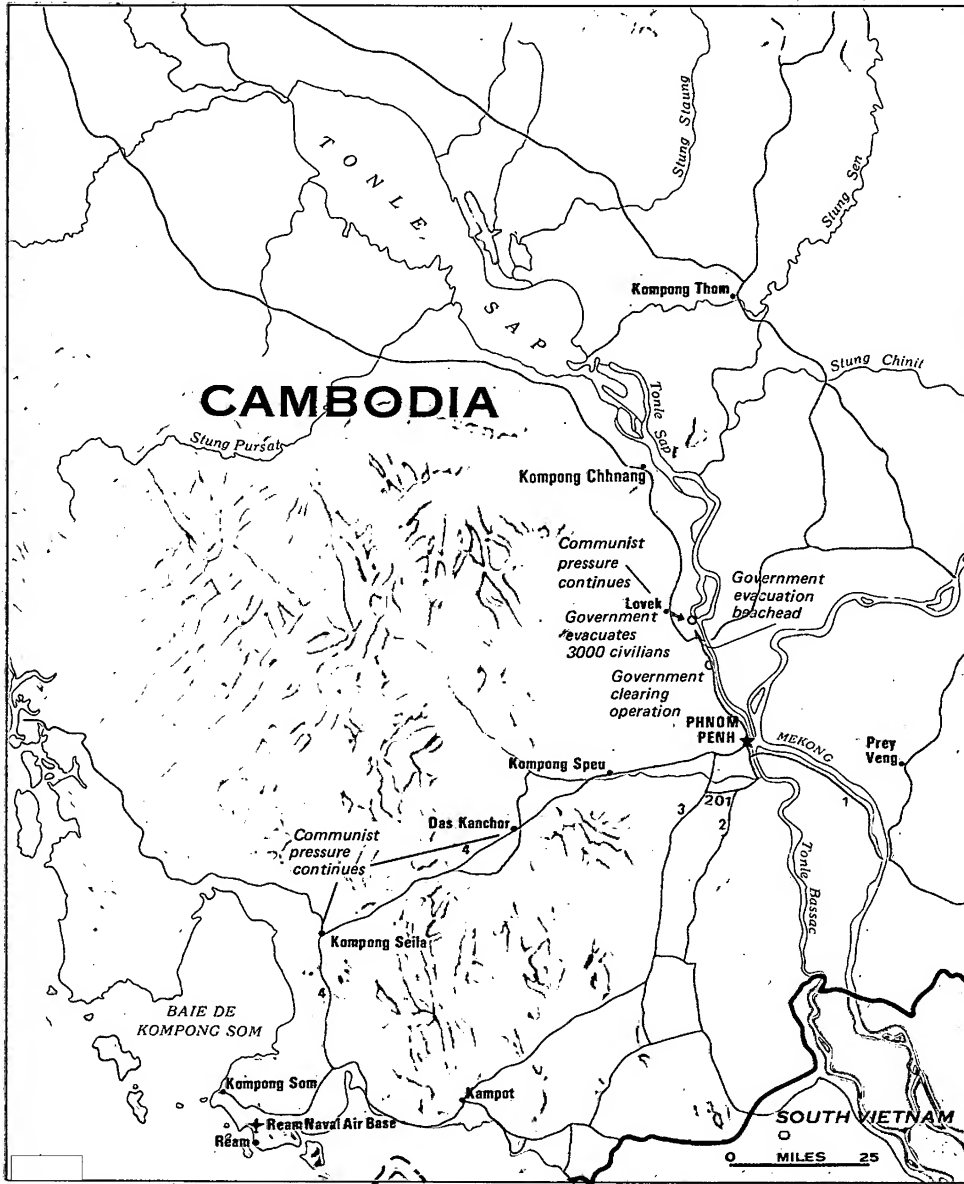 TONLE SAP
Stung Staung
Stung Sen
Kompong Thom
Stung Chinit
CAMBODIA
Tonle Sap
Stung Pursat
Kompong Chhnang
Communist
pressure
continues
Government
evacuation
beachead
Lovek
Government
evacuates
3000 civilians
Government
clearing
operation
PHNOM
PENH
MEKONG
Prey
Veng
1
Kompong Speu
3
201
2
Das Kanchor
4
Communist
pressure
continues
Tonle Bassac
Kompong Seila
4
BAIE DE
KOMPONG SOM
Kompong Som
Kampot
Ream Naval Air Base
Ream
SOUTH VIETNAM
0 MILES 25